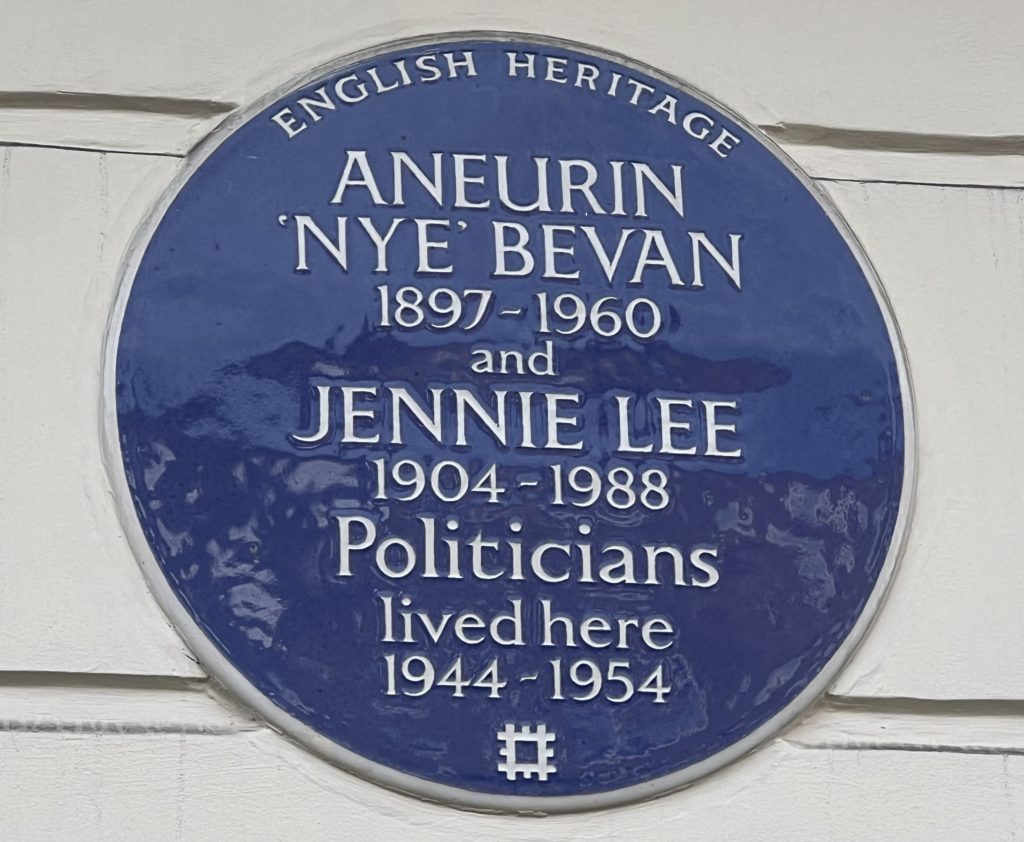 ENGLISH HERITAGE
ANEURIN
‘NYE’ BEVAN
1897 - 1960
and
JENNIE LEE
1904 - 1988
Politicians
lived here
1944 - 1954